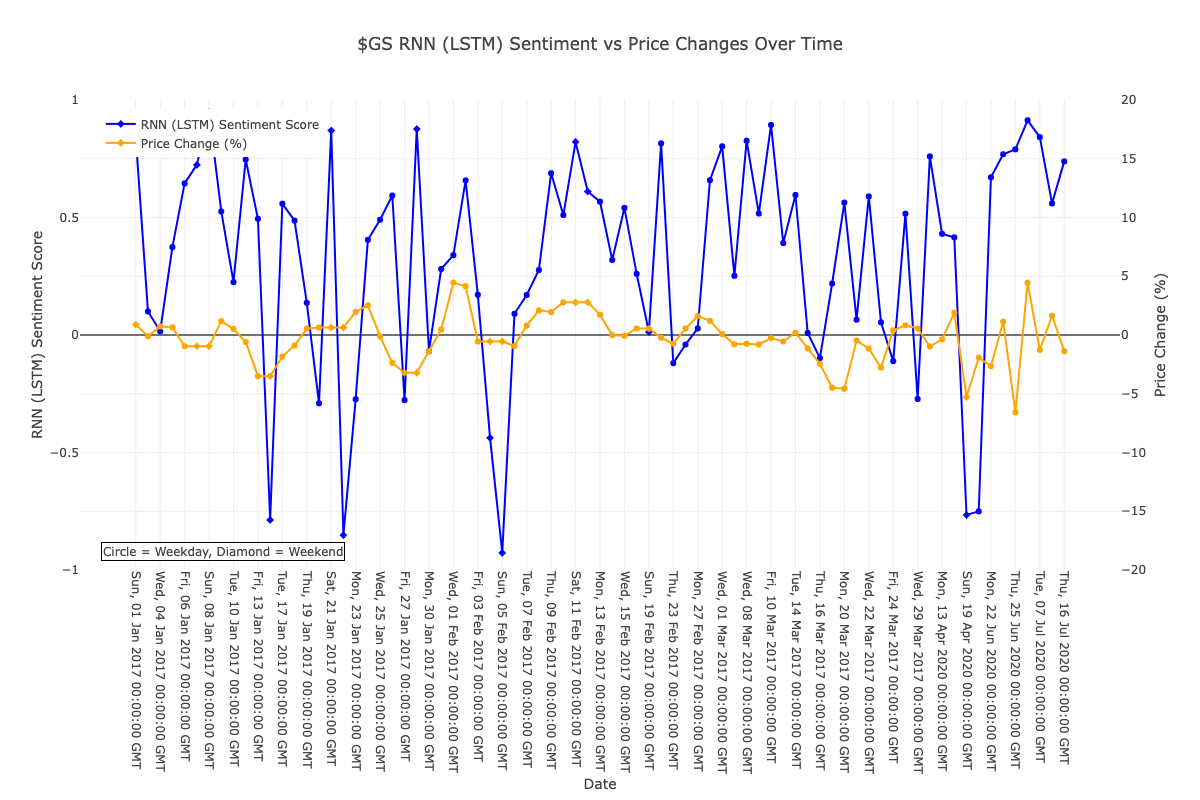 $GS RNN (LSTM) Sentiment vs Price Changes Over Time
RNN (LSTM) Sentiment Score
Price Change (%)
1
0.5
0
−0.5
−1
RNN (LSTM) Sentiment Score
20
15
10
5
0
−5
−10
−15
−20
Price Change (%)
Circle = Weekday, Diamond = Weekend
Sun, 01 Jan 2017 00:00:00 GMT
Wed, 04 Jan 2017 00:00:00 GMT
Fri, 06 Jan 2017 00:00:00 GMT
Sun, 08 Jan 2017 00:00:00 GMT
Tue, 10 Jan 2017 00:00:00 GMT
Fri, 13 Jan 2017 00:00:00 GMT
Tue, 17 Jan 2017 00:00:00 GMT
Thu, 19 Jan 2017 00:00:00 GMT
Sat, 21 Jan 2017 00:00:00 GMT
Mon, 23 Jan 2017 00:00:00 GMT
Wed, 25 Jan 2017 00:00:00 GMT
Fri, 27 Jan 2017 00:00:00 GMT
Mon, 30 Jan 2017 00:00:00 GMT
Wed, 01 Feb 2017 00:00:00 GMT
Fri, 03 Feb 2017 00:00:00 GMT
Sun, 05 Feb 2017 00:00:00 GMT
Tue, 07 Feb 2017 00:00:00 GMT
Thu, 09 Feb 2017 00:00:00 GMT
Sat, 11 Feb 2017 00:00:00 GMT
Mon, 13 Feb 2017 00:00:00 GMT
Wed, 15 Feb 2017 00:00:00 GMT
Sun, 19 Feb 2017 00:00:00 GMT
Thu, 23 Feb 2017 00:00:00 GMT
Mon, 27 Feb 2017 00:00:00 GMT
Wed, 01 Mar 2017 00:00:00 GMT
Wed, 08 Mar 2017 00:00:00 GMT
Fri, 10 Mar 2017 00:00:00 GMT
Tue, 14 Mar 2017 00:00:00 GMT
Thu, 16 Mar 2017 00:00:00 GMT
Mon, 20 Mar 2017 00:00:00 GMT
Wed, 22 Mar 2017 00:00:00 GMT
Fri, 24 Mar 2017 00:00:00 GMT
Wed, 29 Mar 2017 00:00:00 GMT
Mon, 13 Apr 2020 00:00:00 GMT
Sun, 19 Apr 2020 00:00:00 GMT
Mon, 22 Jun 2020 00:00:00 GMT
Thu, 25 Jun 2020 00:00:00 GMT
Tue, 07 Jul 2020 00:00:00 GMT
Thu, 16 Jul 2020 00:00:00 GMT
Date